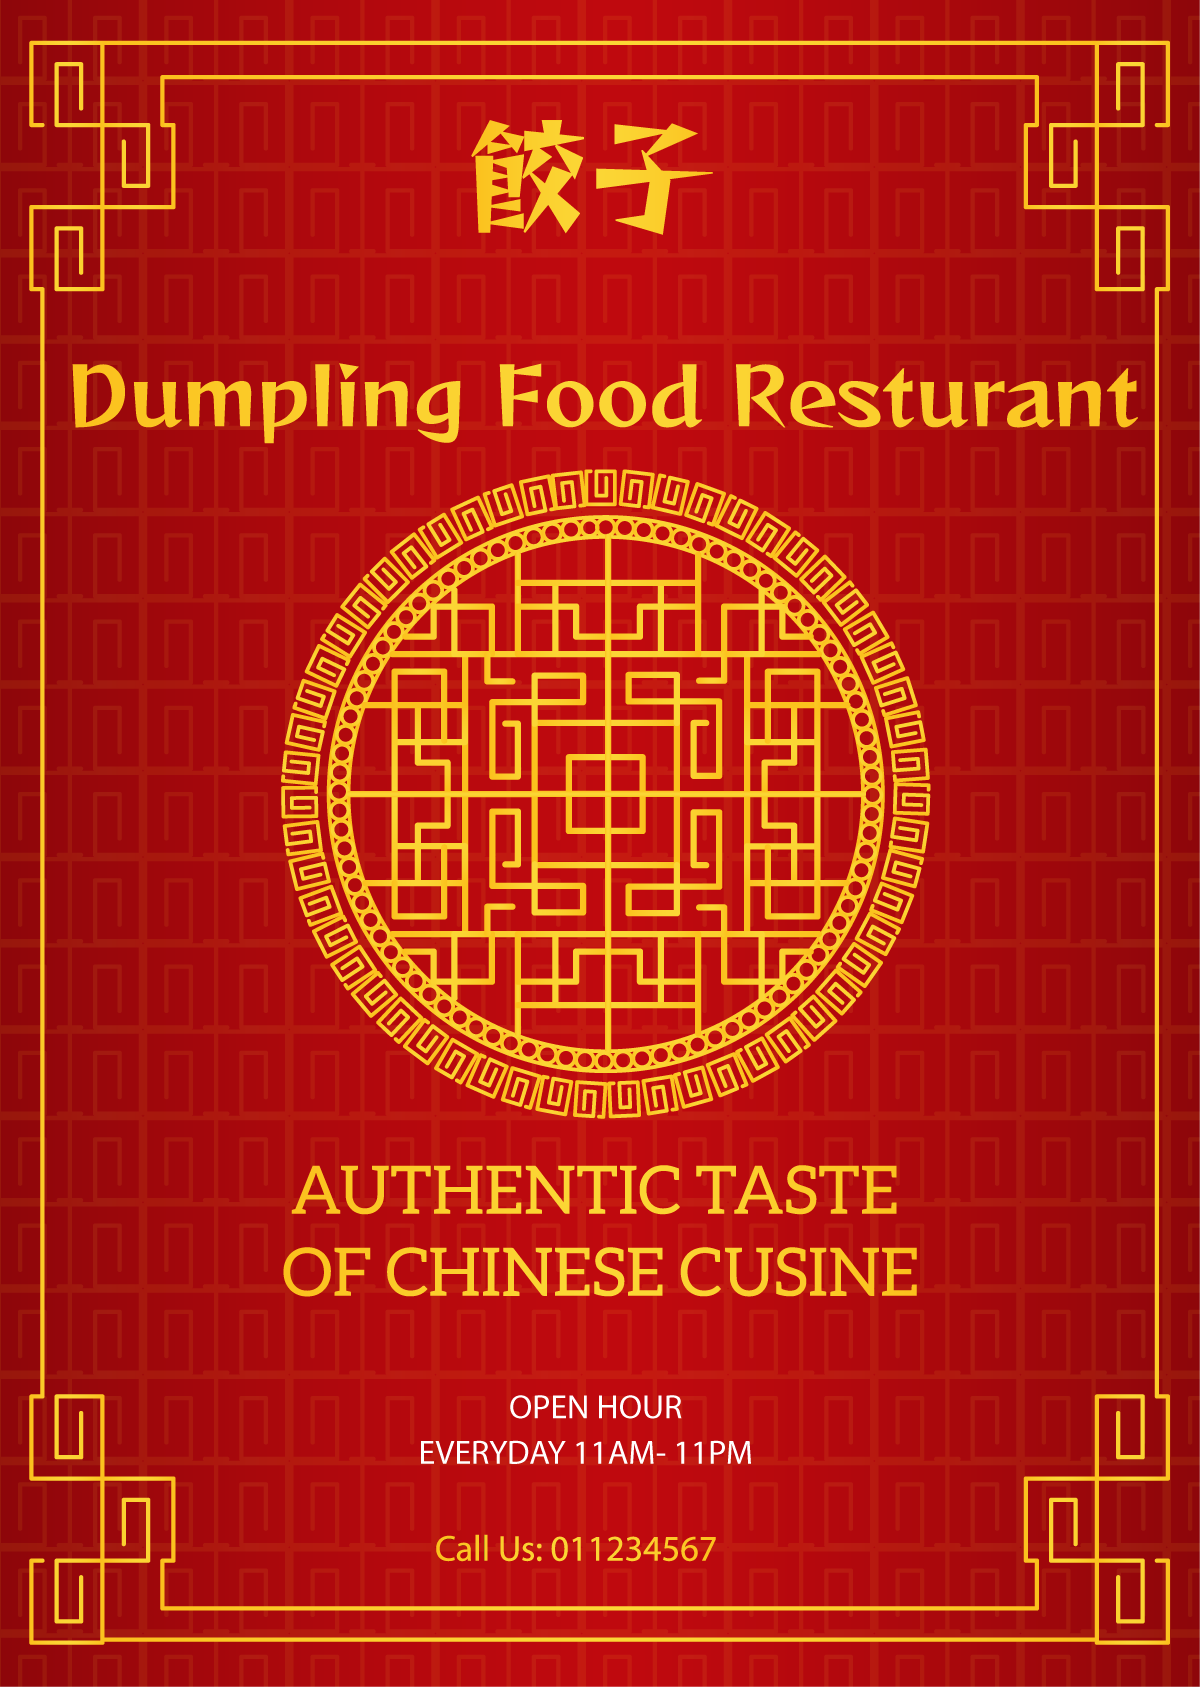 餃子
Dumpling Food Resturant
AUTHENTIC TASTE
OF CHINESE CUSINE
OPEN HOUR
EVERYDAY 11AM- 11PM
Call Us: 011234567